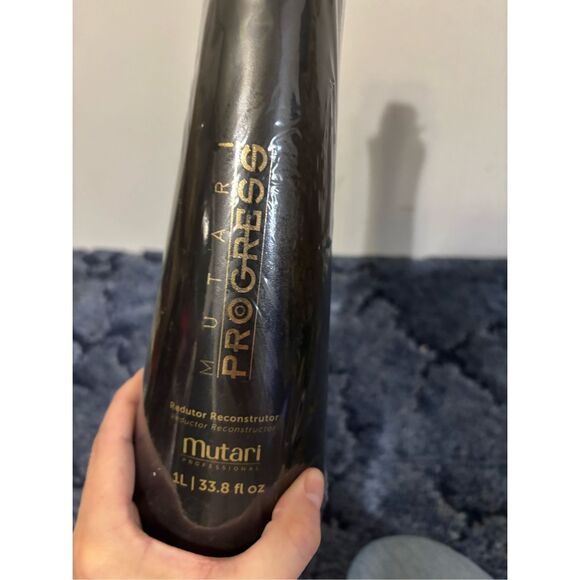 MUTARI
PROGRESS
Redutor Reconstrutor
Reductor Reconstructor
mutari
PROFESSIONAL
1L | 33.8 fl oz